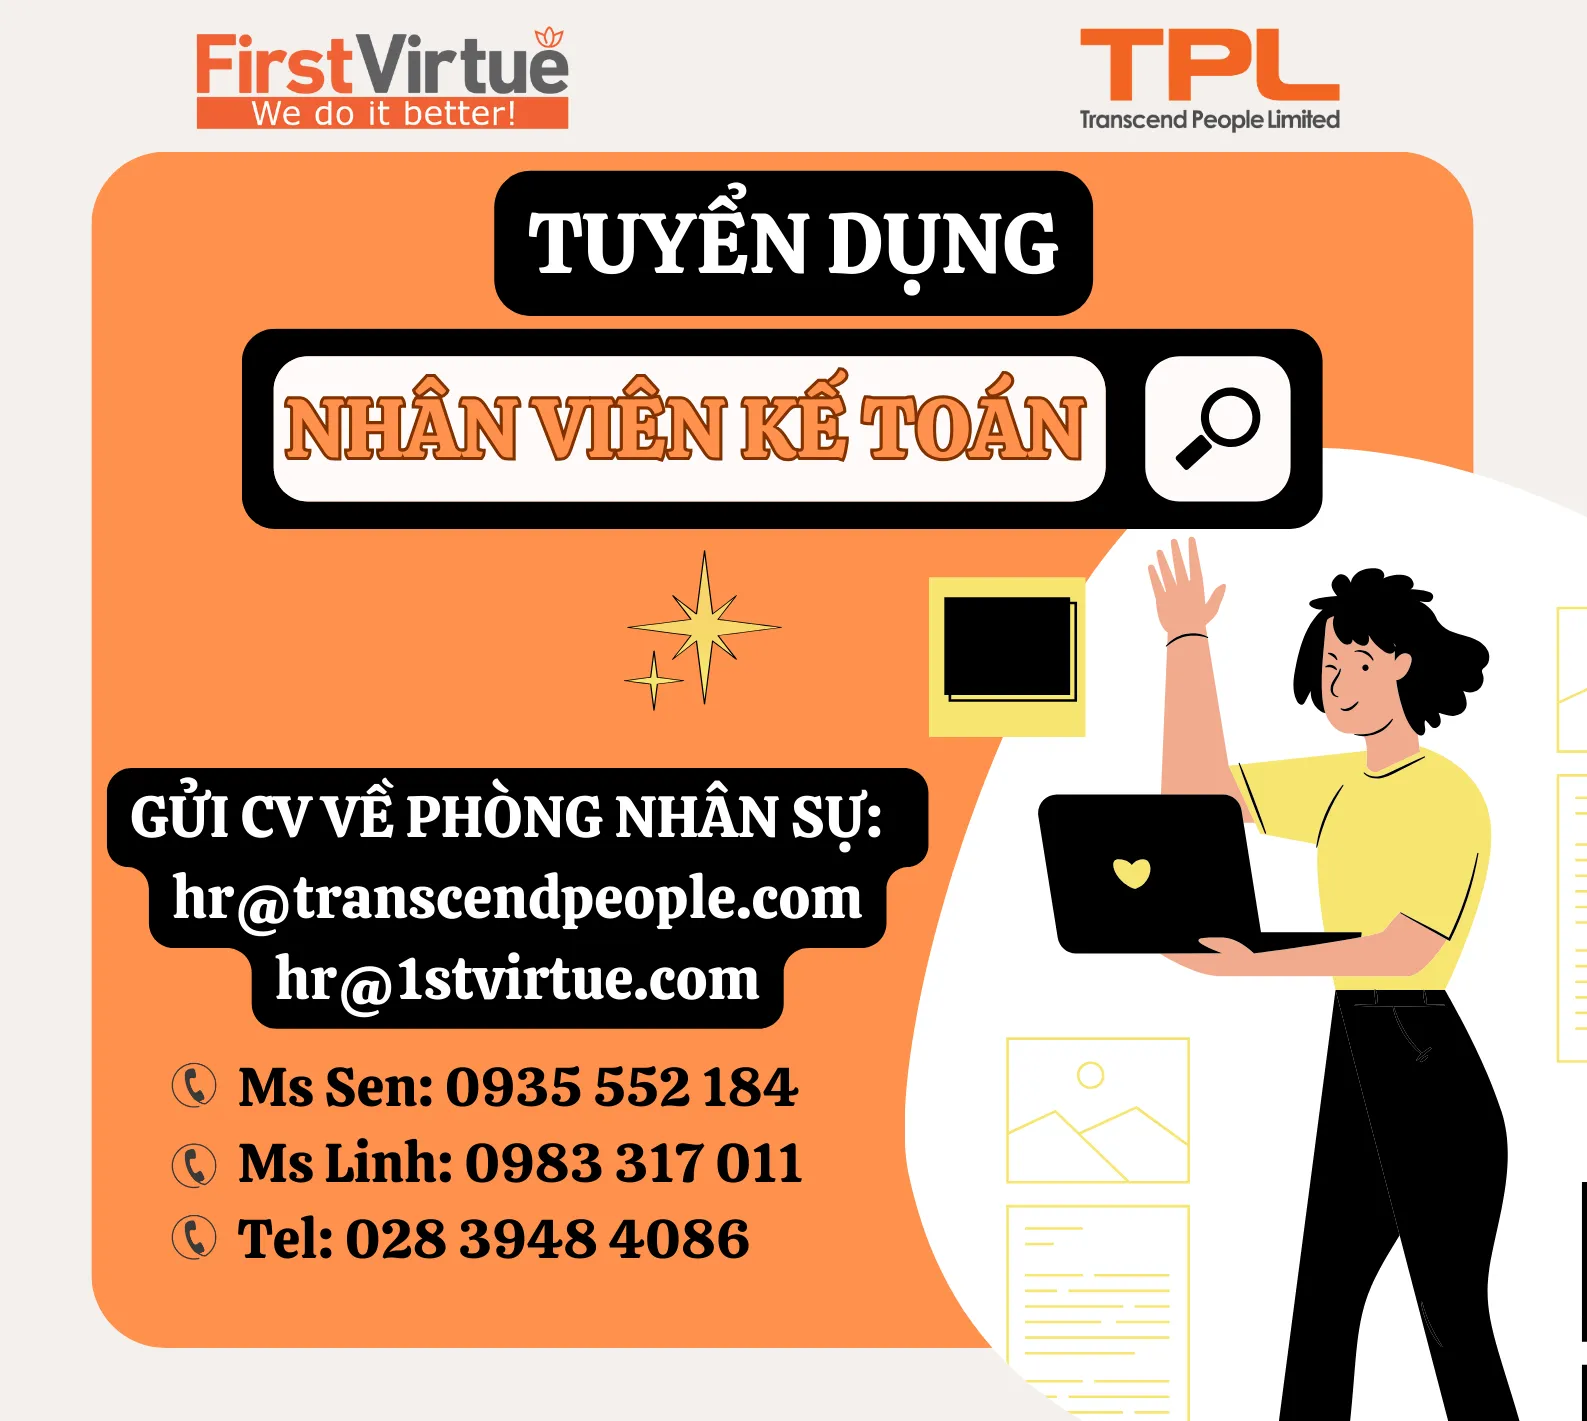 FirstVirtue
We do it better!
TPL
Transcend People Limited
TUYỂN DỤNG
NHÂN VIÊN KẾ TOÁN
GỬI CV VỀ PHÒNG NHÂN SỰ:
hr@transcendpeople.com
hr@1stvirtue.com
Ms Sen: 0935 552 184
Ms Linh: 0983 317 011
Tel: 028 3948 4086